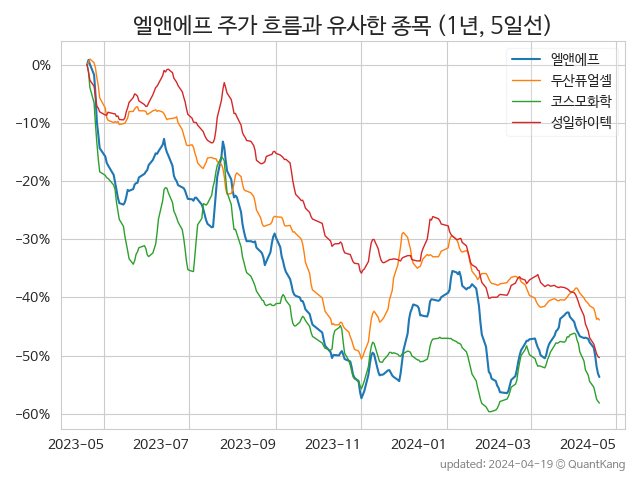 엘앤에프 주가 흐름과 유사한 종목 (1년, 5일선)
엘앤에프
두산퓨얼셀
코스모화학
성일하이텍
0%
−10%
−20%
−30%
−40%
−50%
−60%
2023-05 2023-07 2023-09 2023-11 2024-01 2024-03 2024-05
updated: 2024-04-19 © QuantKang